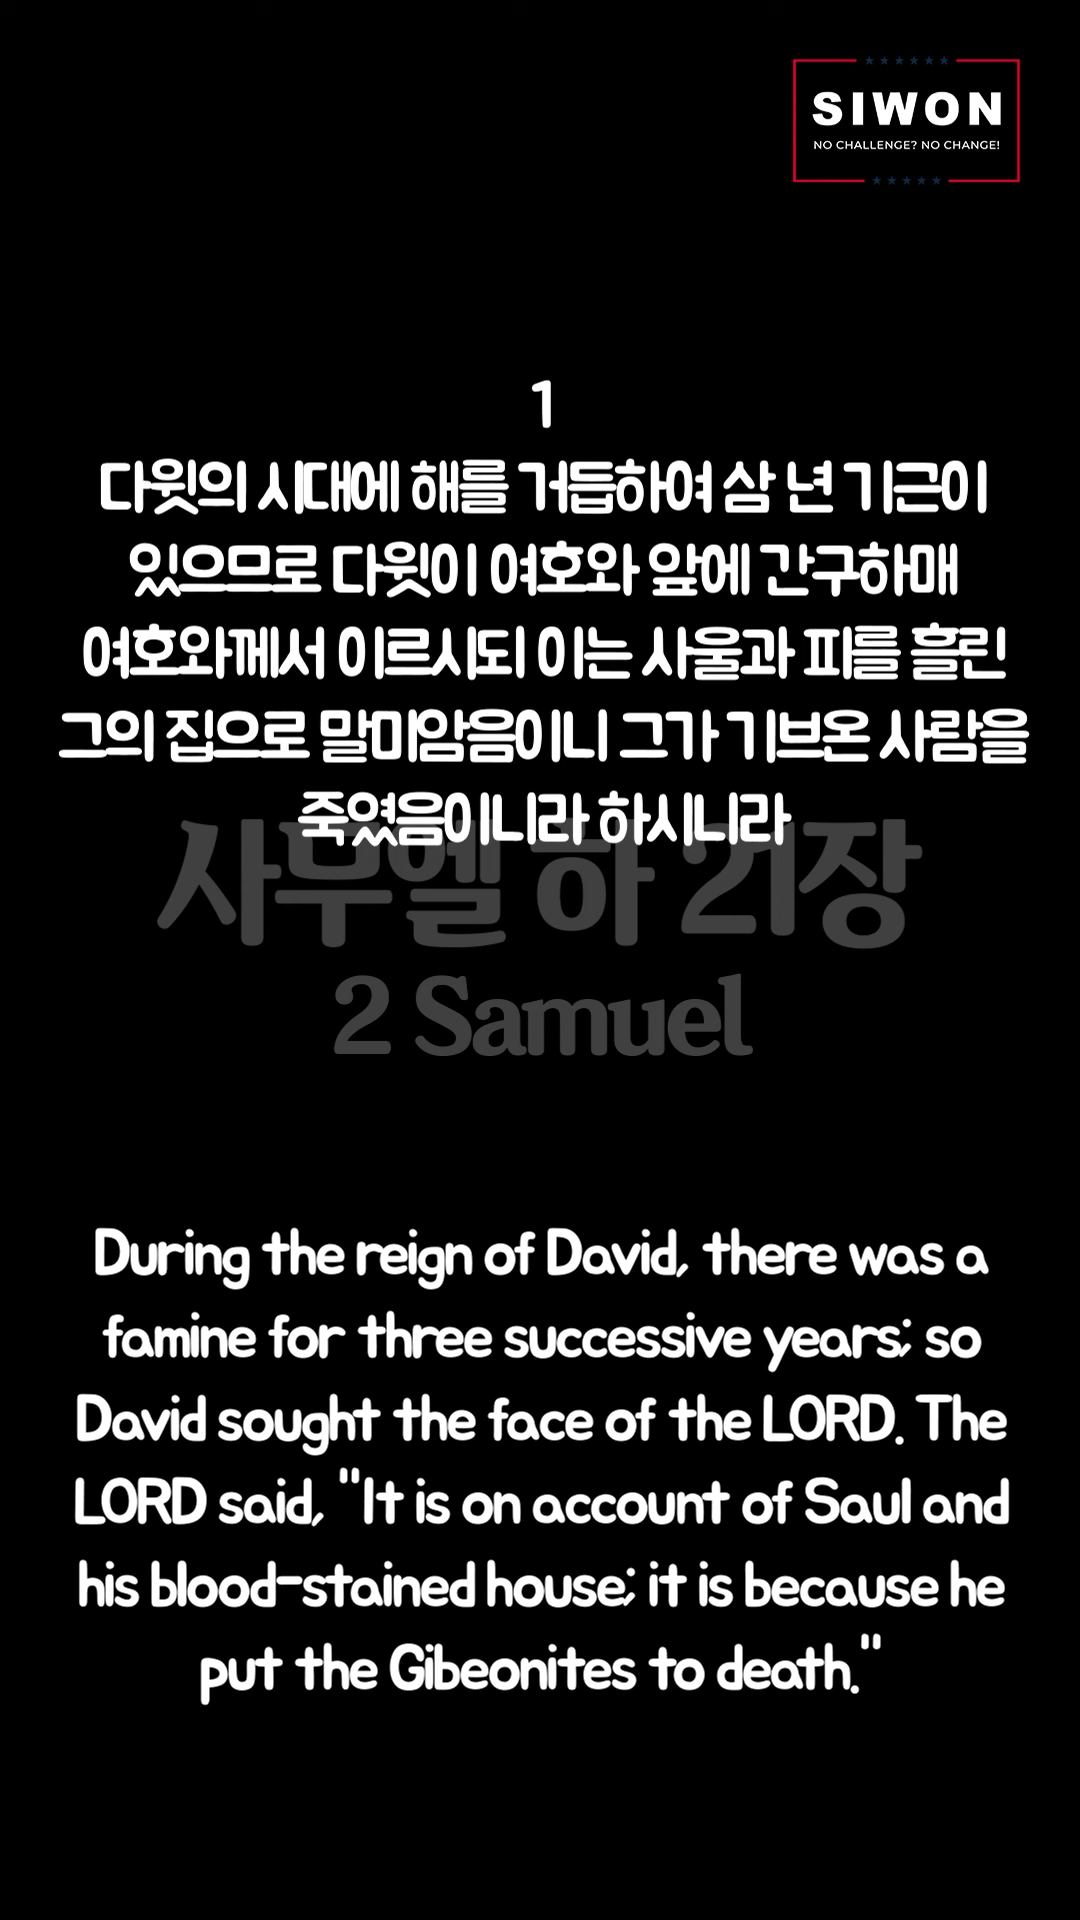 SIWON
NO CHALLENGE? NO CHANGE!
1
다윗의 시대에 해를 거듭하여 삼 년 기근이
있으므로 다윗이 여호와 앞에 간구하매
여호와께서 이르시되 이는 사울과 피를 흘린
그의 집으로 말미암음이니 그가 기브온 사람을
죽였음이니라 하시니라
사무엘 하 21장
2 Samuel
During the reign of David, there was a
famine for three successive years; so
David sought the face of the LORD. The
LORD said, "It is on account of Saul and
his blood-stained house; it is because he
put the Gibeonites to death."